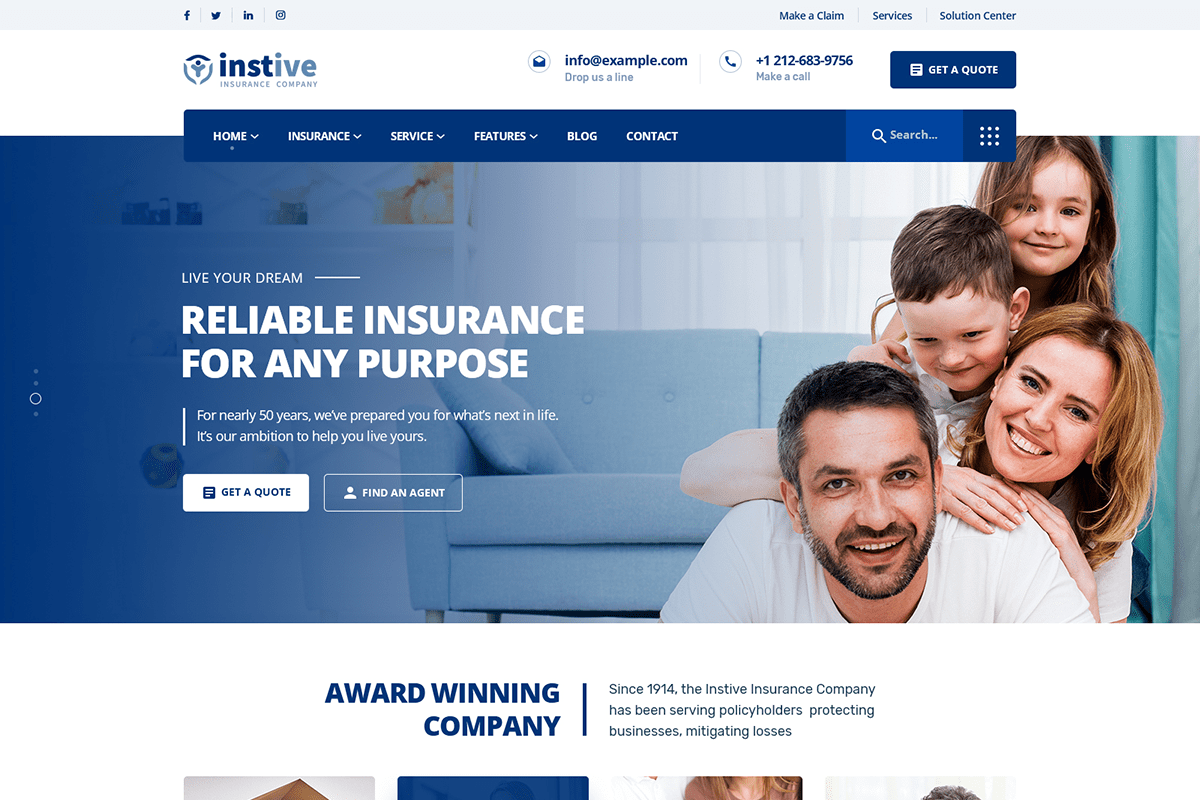 Make a Claim
Services
Solution Center
instive
INSURANCE COMPANY
info@example.com
Drop us a line
+1 212-683-9756
Make a call
GET A QUOTE
HOME
INSURANCE
SERVICE
FEATURES
BLOG
CONTACT
Search...
LIVE YOUR DREAM
RELIABLE INSURANCE
FOR ANY PURPOSE
For nearly 50 years, we've prepared you for what's next in life.
It's our ambition to help you live yours.
GET A QUOTE
FIND AN AGENT
AWARD WINNING
COMPANY
Since 1914, the Instive Insurance Company
has been serving policyholders  protecting
businesses, mitigating losses